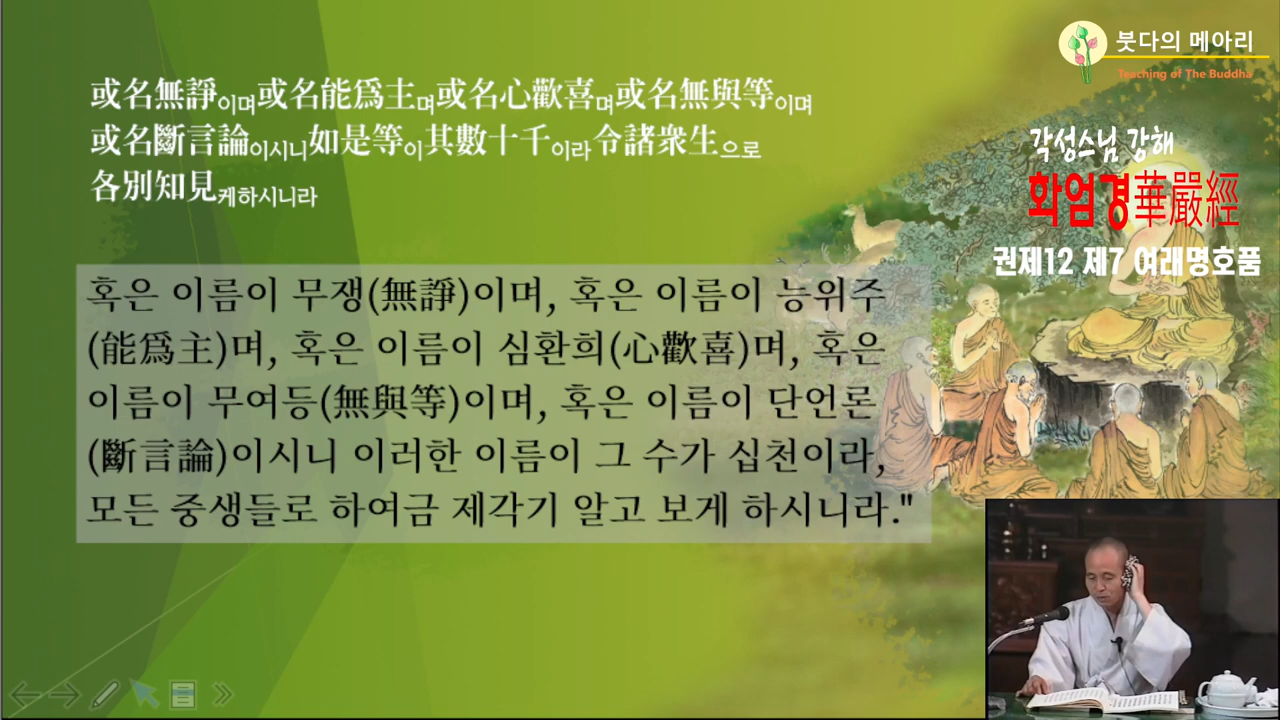 붓다의 메아리
Teaching of The Buddha
각성스님 강해
화엄경華嚴經
권제12 제7 여래명호품
或名無諍이며或名能爲主며或名心歡喜며或名無與等이며
或名斷言論이시니如是等이其數十千이라令諸衆生으로
各別知見케하시니라
혹은 이름이 무쟁(無諍)이며, 혹은 이름이 능위주
(能爲主)며, 혹은 이름이 심환희(心歡喜)며, 혹은
이름이 무여등(無與等)이며, 혹은 이름이 단언론
(斷言論)이시니 이러한 이름이 그 수가 십천이라,
모든 중생들로 하여금 제각기 알고 보게 하시니라."